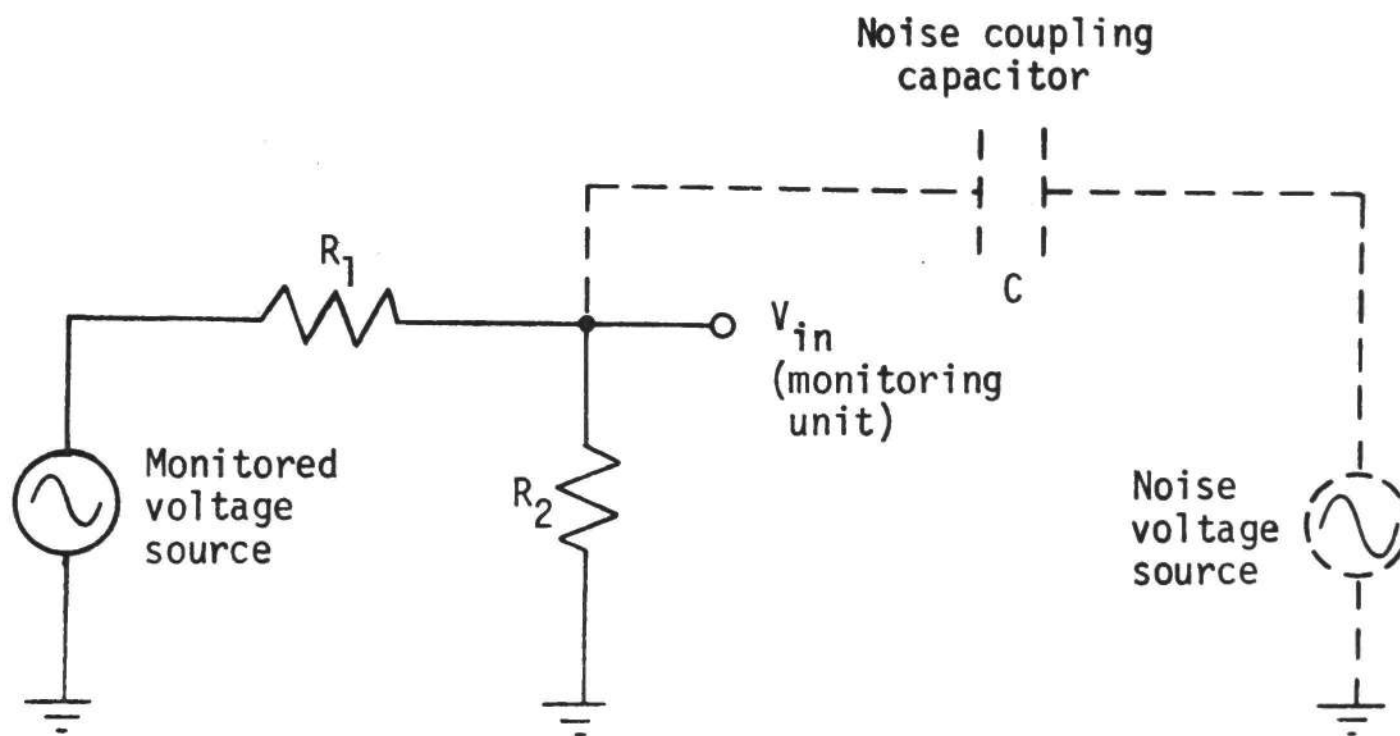 Noise coupling
capacitor
C
R1
Vin
(monitoring
unit)
Monitored
voltage
source
R2
Noise
voltage
source